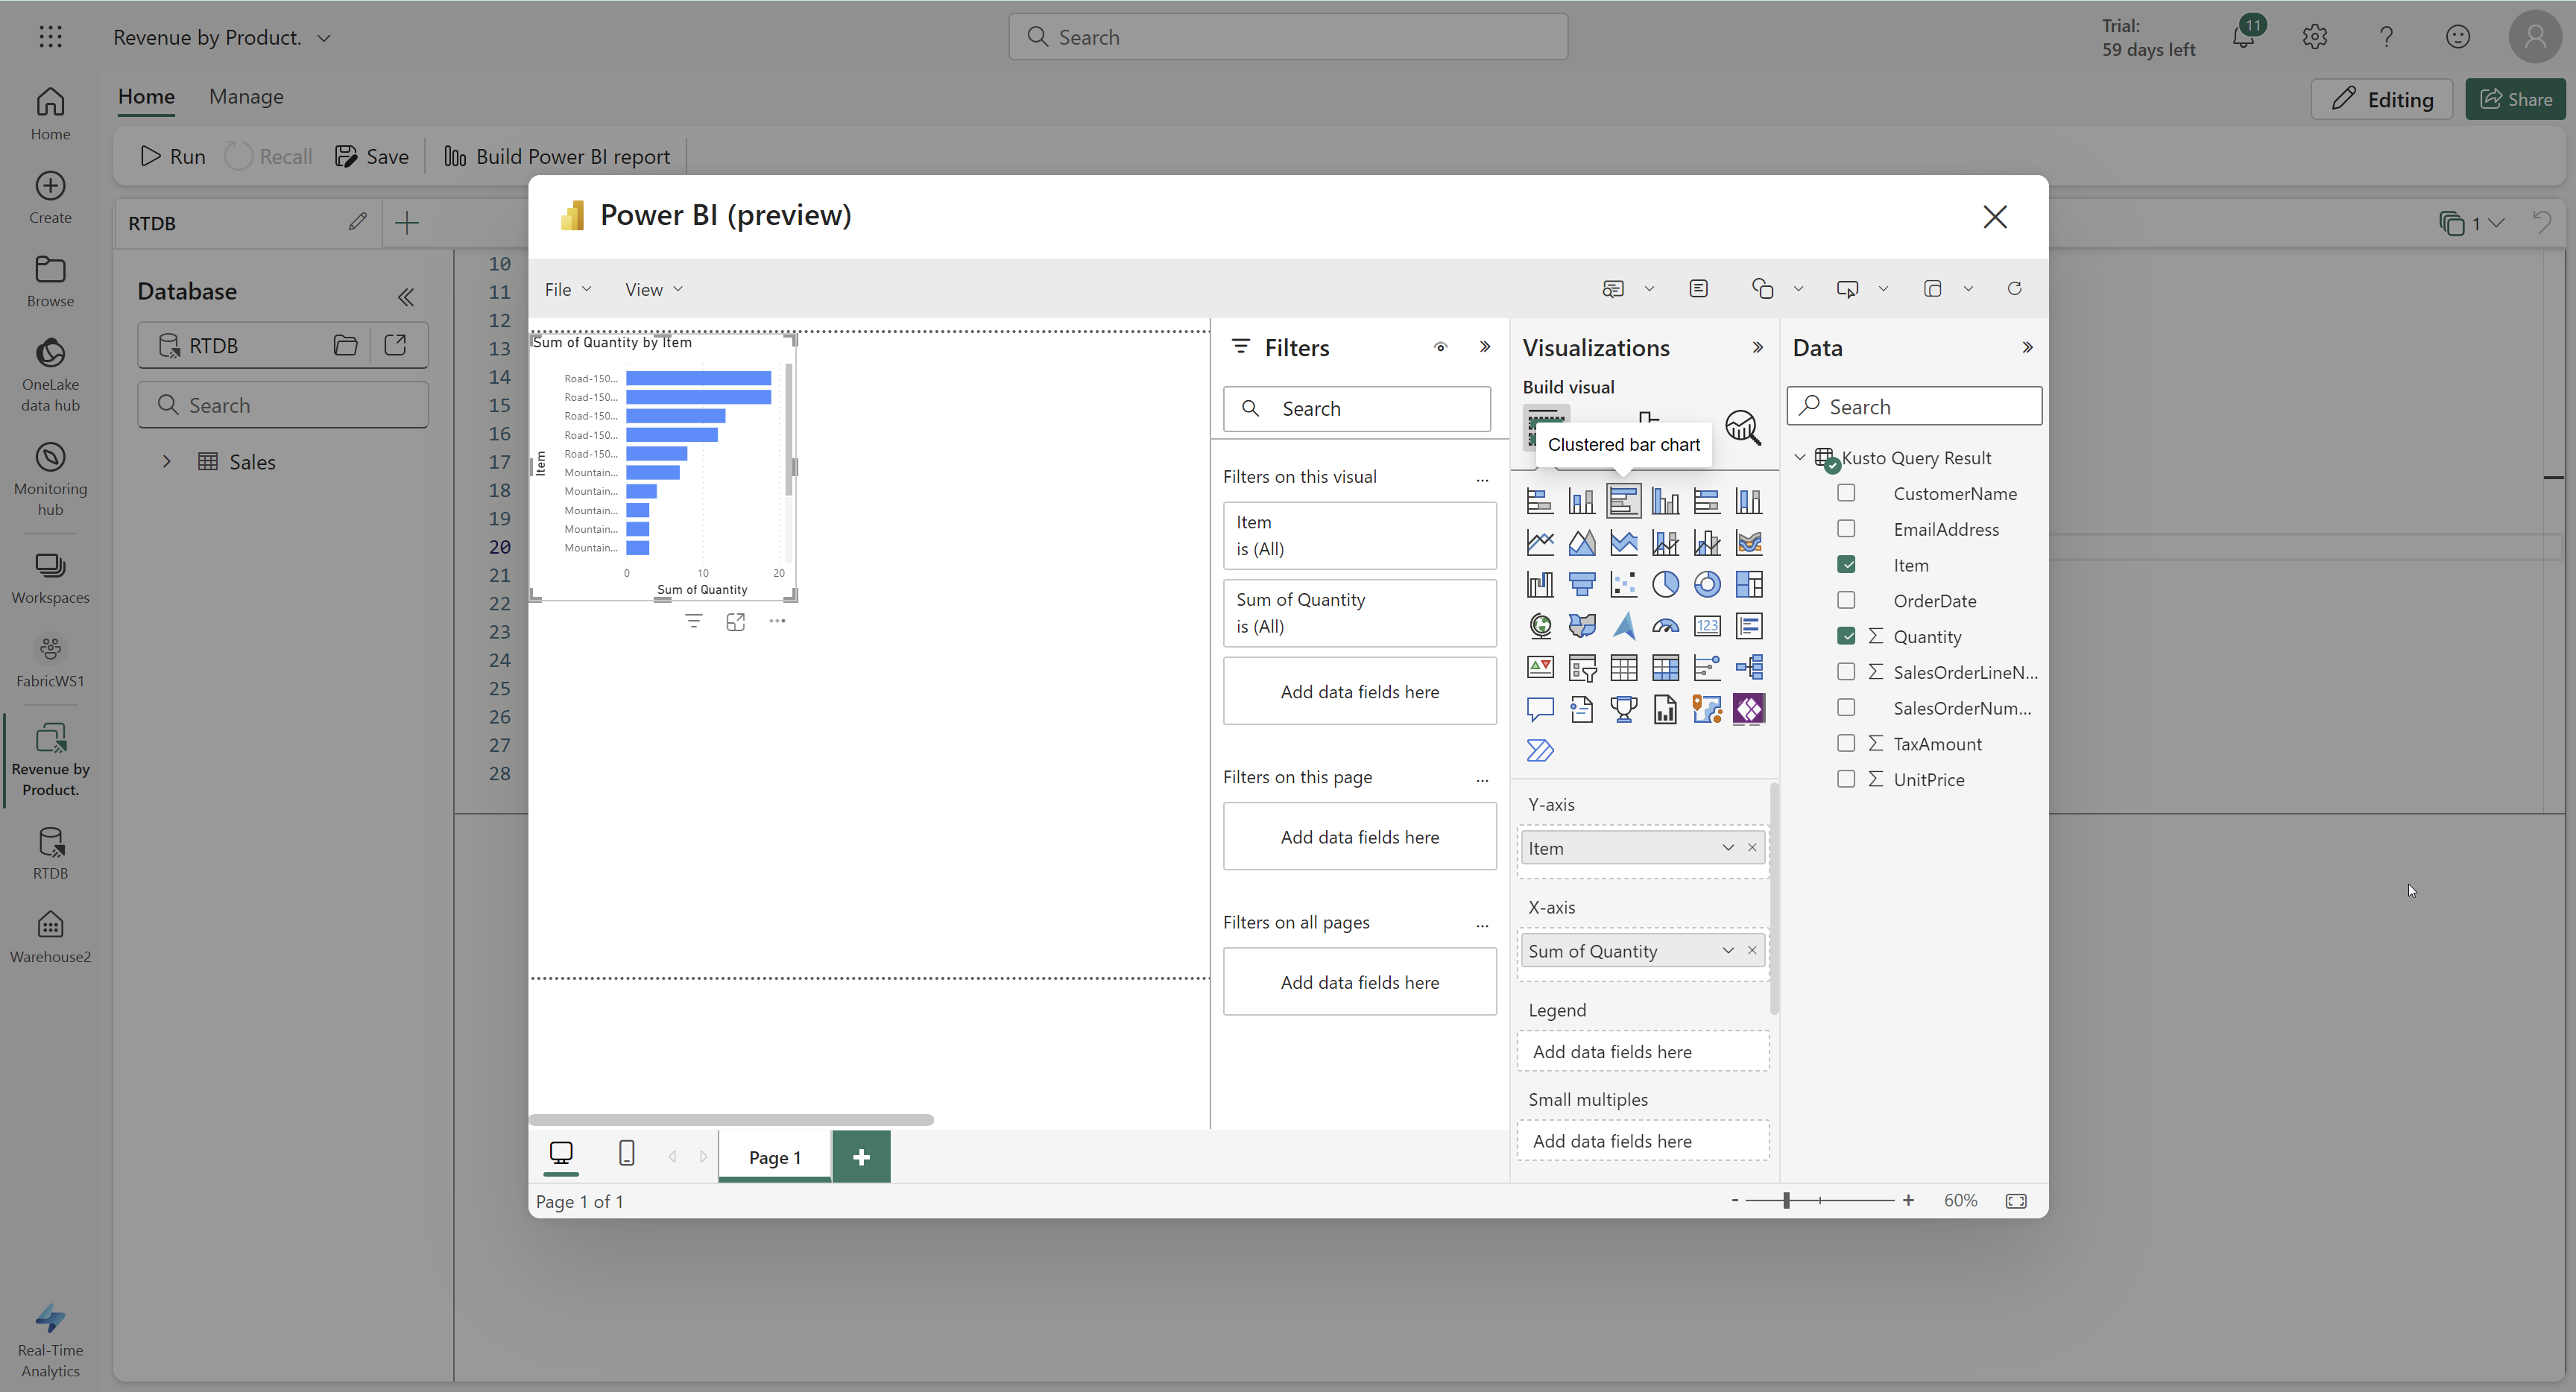 Revenue by Product.
Search
Trial:
59 days left
11
Home
Manage
Editing
Share
Run
Recall
Save
Build Power BI report
Home
Create
Browse
OneLake
data hub
Monitoring
hub
Workspaces
FabricWS1
Revenue by
Product.
RTDB
Warehouse2
Real-Time
Analytics
RTDB
1
Database
RTDB
Search
Sales
10
11
12
13
14
15
16
17
18
19
20
21
22
23
24
25
26
27
28
Power BI (preview)
File
View
Sum of Quantity by Item
Item
Road-150...
Road-150...
Road-150...
Road-150...
Road-150...
Mountain...
Mountain...
Mountain...
Mountain...
Mountain...
0
10
20
Sum of Quantity
Filters
Search
Filters on this visual
...
Item
is (All)
Sum of Quantity
is (All)
Add data fields here
Filters on this page
...
Add data fields here
Filters on all pages
...
Add data fields here
Visualizations
Build visual
Clustered bar chart
123
Y-axis
Item
X-axis
Sum of Quantity
Legend
Add data fields here
Small multiples
Add data fields here
Data
Search
Kusto Query Result
CustomerName
EmailAddress
Item
OrderDate
Σ Quantity
Σ SalesOrderLineN...
SalesOrderNum...
Σ TaxAmount
Σ UnitPrice
Page 1
+
Page 1 of 1
- + 60%